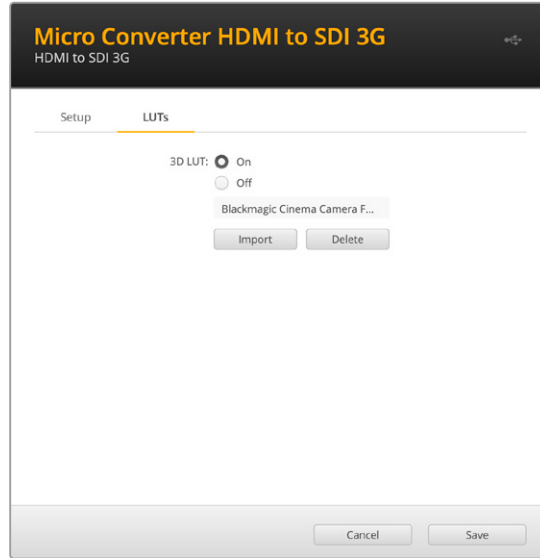 Micro Converter HDMI to SDI 3G
HDMI to SDI 3G
Setup LUTs
3D LUT: On
Off
Blackmagic Cinema Camera F...
Import Delete
Cancel Save